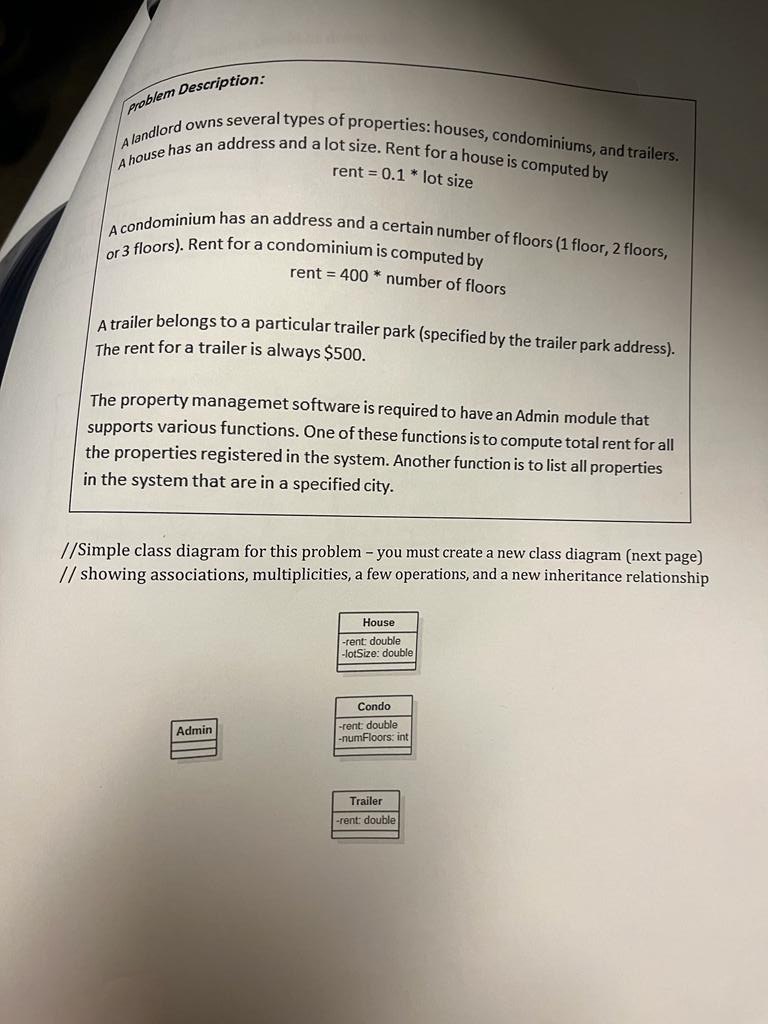 Problem Description:
A landlord owns several types of properties: houses, condominiums, and trailers.
A house has an address and a lot size. Rent for a house is computed by
rent = 0.1 * lot size
A condominium has an address and a certain number of floors (1 floor, 2 floors,
or 3 floors). Rent for a condominium is computed by
rent = 400 * number of floors
A trailer belongs to a particular trailer park (specified by the trailer park address).
The rent for a trailer is always $500.
The property managemet software is required to have an Admin module that
supports various functions. One of these functions is to compute total rent for all
the properties registered in the system. Another function is to list all properties
in the system that are in a specified city.
//Simple class diagram for this problem – you must create a new class diagram (next page)
// showing associations, multiplicities, a few operations, and a new inheritance relationship
House
-rent: double
-lotSize: double
Condo
-rent: double
-numFloors: int
Admin
Trailer
-rent: double